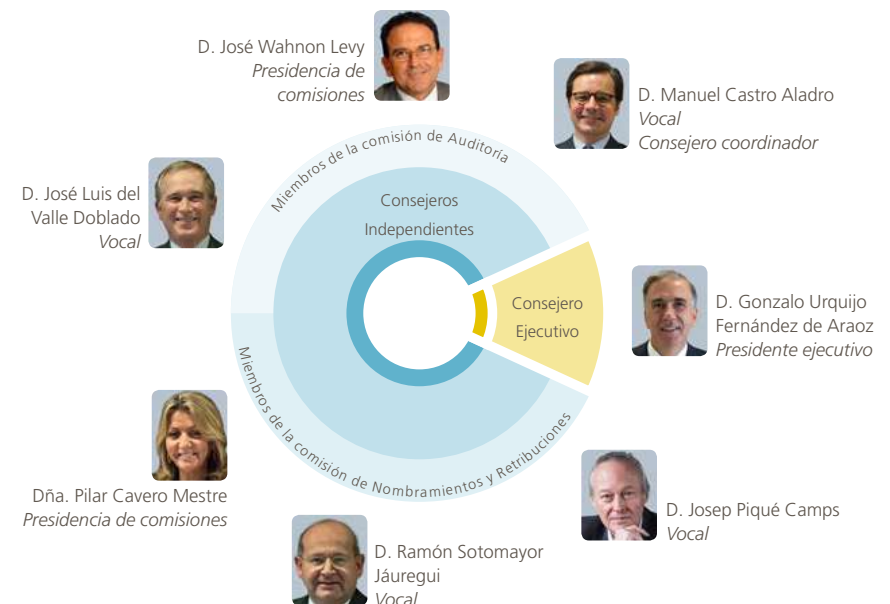 D. José Wahnon Levy
Presidencia de
comisiones
D. Manuel Castro Aladro
Vocal
Consejero coordinador
Miembros de la comisión de Auditoría
D. José Luis del
Valle Doblado
Vocal
Consejeros
Independientes
Consejero
Ejecutivo
D. Gonzalo Urquijo
Fernández de Araoz
Presidente ejecutivo
Miembros de la comisión de Nombramientos y Retribuciones
Dña. Pilar Cavero Mestre
Presidencia de comisiones
D. Josep Piqué Camps
Vocal
D. Ramón Sotomayor
Jáuregui
Vocal